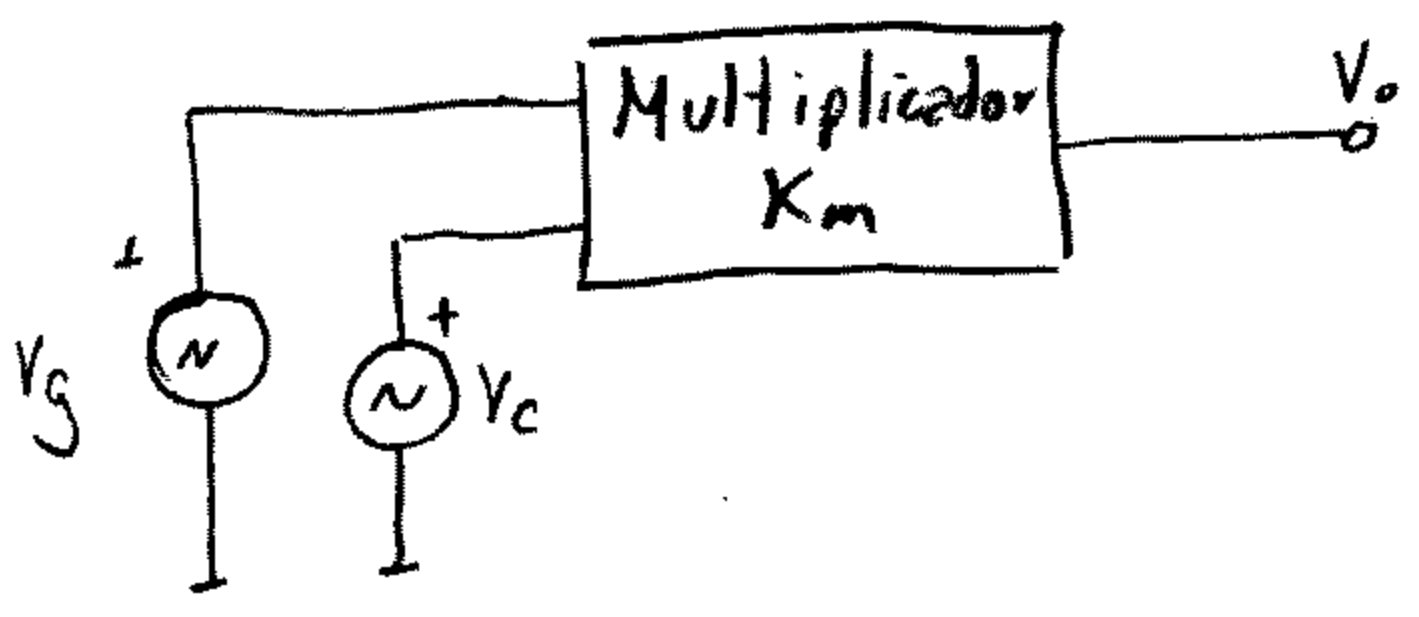 Multiplicador
Km
Vo
+
Vg
+
Vc